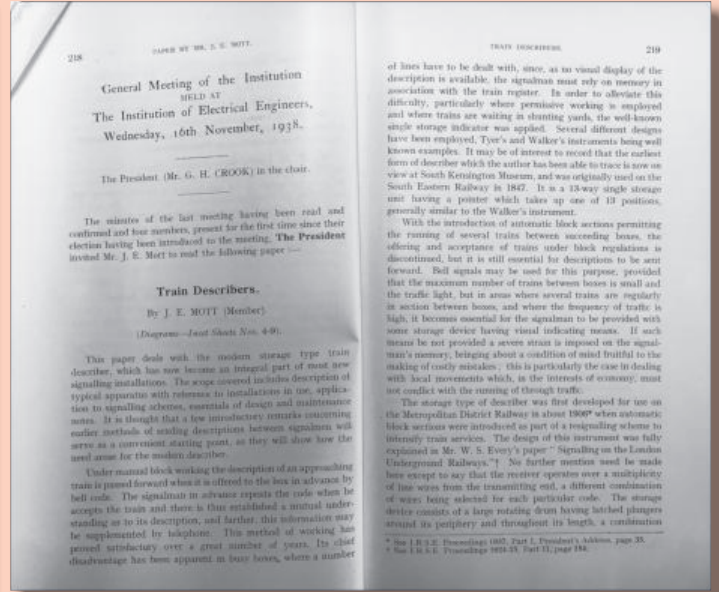 218
PAPER BY MR. J. E. MOTT.
General Meeting of the Institution
HELD AT
The Institution of Electrical Engineers,
Wednesday, 16th November, 1938.
The President (Mr. G. H. CROOK) in the chair.
The minutes of the last meeting having been read and
confirmed and four members, present for the first time since their
election having been introduced to the meeting, The President
invited Mr. J. E. Mott to read the following paper :—
Train Describers.
By J. E. MOTT (Member).
(Diagrams—Inset Sheets Nos. 4-9).
This paper deals with the modern storage type train
describer, which has now become an integral part of most new
signalling installations. The scope covered includes description of
typical apparatus with reference to installations in use, applica-
tion to signalling schemes, essentials of design and maintenance
notes. It is thought that a few introductory remarks concerning
earlier methods of sending descriptions between signalmen will
serve as a convenient starting point, as they will show how the
need arose for the modern describer.
Under manual block working the description of an approaching
train is passed forward when it is offered to the box in advance by
bell code. The signalman in advance repeats the code when he
accepts the train and there is thus established a mutual under-
standing as to its description, and further, this information may
be supplemented by telephone. This method of working has
proved satisfactory over a great number of years. Its chief
disadvantage has been apparent in busy boxes, where a number
TRAIN DESCRIBERS.
219
of lines have to be dealt with, since, as no visual display of the
description is available, the signalman must rely on memory in
association with the train register. In order to alleviate this
difficulty, particularly where permissive working is employed
and where trains are waiting in shunting yards, the well-known
single storage indicator was applied. Several different designs
have been employed, Tyer's and Walker's instruments being well
known examples. It may be of interest to record that the earliest
form of describer which the author has been able to trace is now on
view at South Kensington Museum, and was originally used on the
South Eastern Railway in 1847. It is a 13-way single storage
unit having a pointer which takes up one of 13 positions,
generally similar to the Walker's instrument.
With the introduction of automatic block sections permitting
the running of several trains between succeeding boxes, the
offering and acceptance of trains under block regulations is
discontinued, but it is still essential for descriptions to be sent
forward. Bell signals may be used for this purpose, provided
that the maximum number of trains between boxes is small and
the traffic light, but in areas where several trains are regularly
in section between boxes, and where the frequency of traffic is
high, it becomes essential for the signalman to be provided with
some storage device having visual indicating means. If such
means be not provided a severe strain is imposed on the signal-
man's memory, bringing about a condition of mind fruitful to the
making of costly mistakes ; this is particularly the case in dealing
with local movements which, in the interests of economy, must
not conflict with the running of through traffic.
The storage type of describer was first developed for use on
the Metropolitan District Railway in about 1906* when automatic
block sections were introduced as part of a resignalling scheme to
intensify train services. The design of this instrument was fully
explained in Mr. W. S. Every's paper " Signalling on the London
Underground Railways."† No further mention need be made
here except to say that the receiver operates over a multiplicity
of line wires from the transmitting end, a different combination
of wires being selected for each particular code. The storage
device consists of a large rotating drum having latched plungers
around its periphery and throughout its length, a combination
* See I.R.S.E. Proceedings Part I, President's Address, page
† See I.R.S.E. Proceedings Part II, page